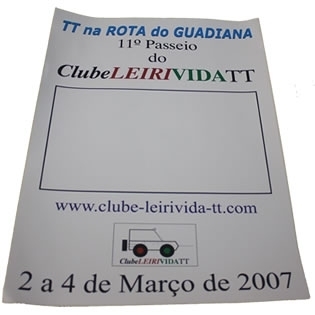 TT na ROTA do GUADIANA
11º Passeio
do
ClubeLEIRIVIDATT
www.clube-leirivida-tt.com
ClubeLEIRIVIDATT
2 a 4 de Março de 2007